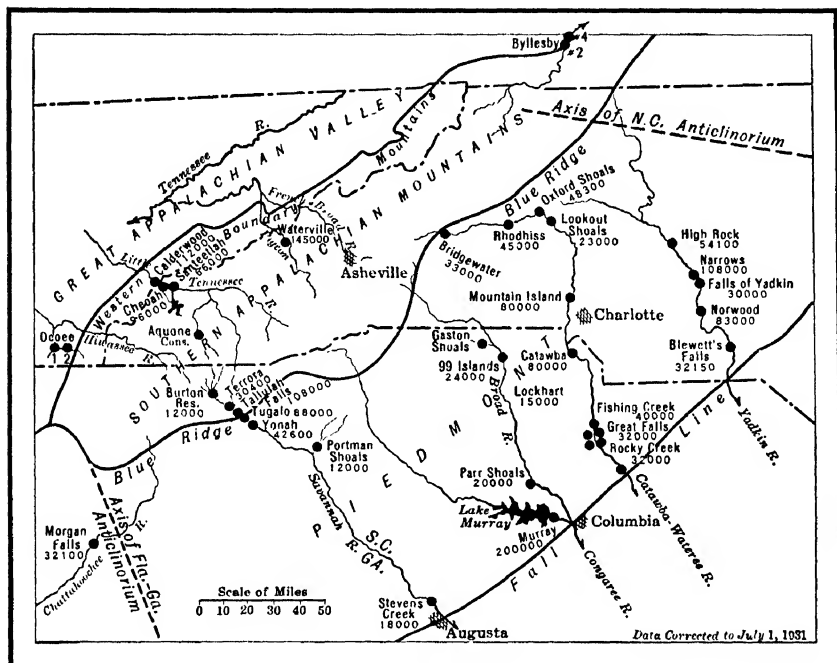 Byllesby
#4
#2
GREAT APPALACHIAN VALLEY
Tennessee R.
Mountains
Axis of N.C. Anticlinorium
SOUTHERN APPALACHIAN MOUNTAINS
Western Boundary
French Broad R.
Pigeon
Waterville
145000
Asheville
Blue Ridge
Oxford Shoals
48300
Lookout Shoals
23000
Rhodhiss
45000
Bridgewater
33000
High Rock
54100
Narrows
108000
Falls of Yadkin
30000
Norwood
83000
Blewett's Falls
32150
Yadkin R.
Little Tennessee R.
Calderwood
Santeetlah
66000
Cheoah
96000
Aquone Cons.
Ocoee
1 2
Hiwassee R.
Mountain Island
80000
Charlotte
Gaston Shoals
99 Islands
24000
Catawba
80000
Lockhart
15000
Broad R.
Fishing Creek
40000
Great Falls
32000
Rocky Creek
32000
Catawba-Wateree R.
Burton Res.
12000
Terrora
Tallulah Falls
108000
Tugalo 88000
Yonah
42600
Portman Shoals
12000
Blue Ridge
PIEDMONT
Parr Shoals
20000
Lake Murray
Murray
200000
Columbia
Congaree R.
Fall Line
Savannah R.
S.C.
GA.
Morgan Falls
32100
Chattahoochee R.
Axis of Fla.-Ga. Anticlinorium
Scale of Miles
0 10 20 30 40 50
Stevens Creek
18000
Augusta
Data Corrected to July 1, 1931